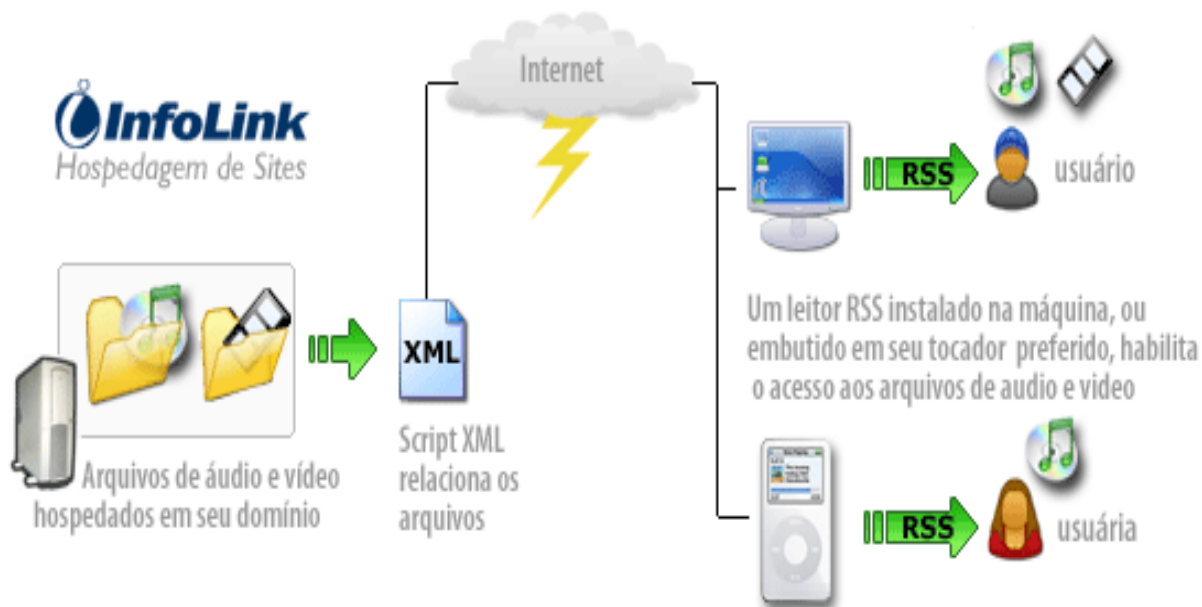 InfoLink
Hospedagem de Sites
Internet
RSS
usuário
Um leitor RSS instalado na máquina, ou
embutido em seu tocador preferido, habilita
o acesso aos arquivos de audio e video
XML
Script XML
relaciona os
arquivos
Arquivos de áudio e vídeo
hospedados em seu domínio
RSS
usuária